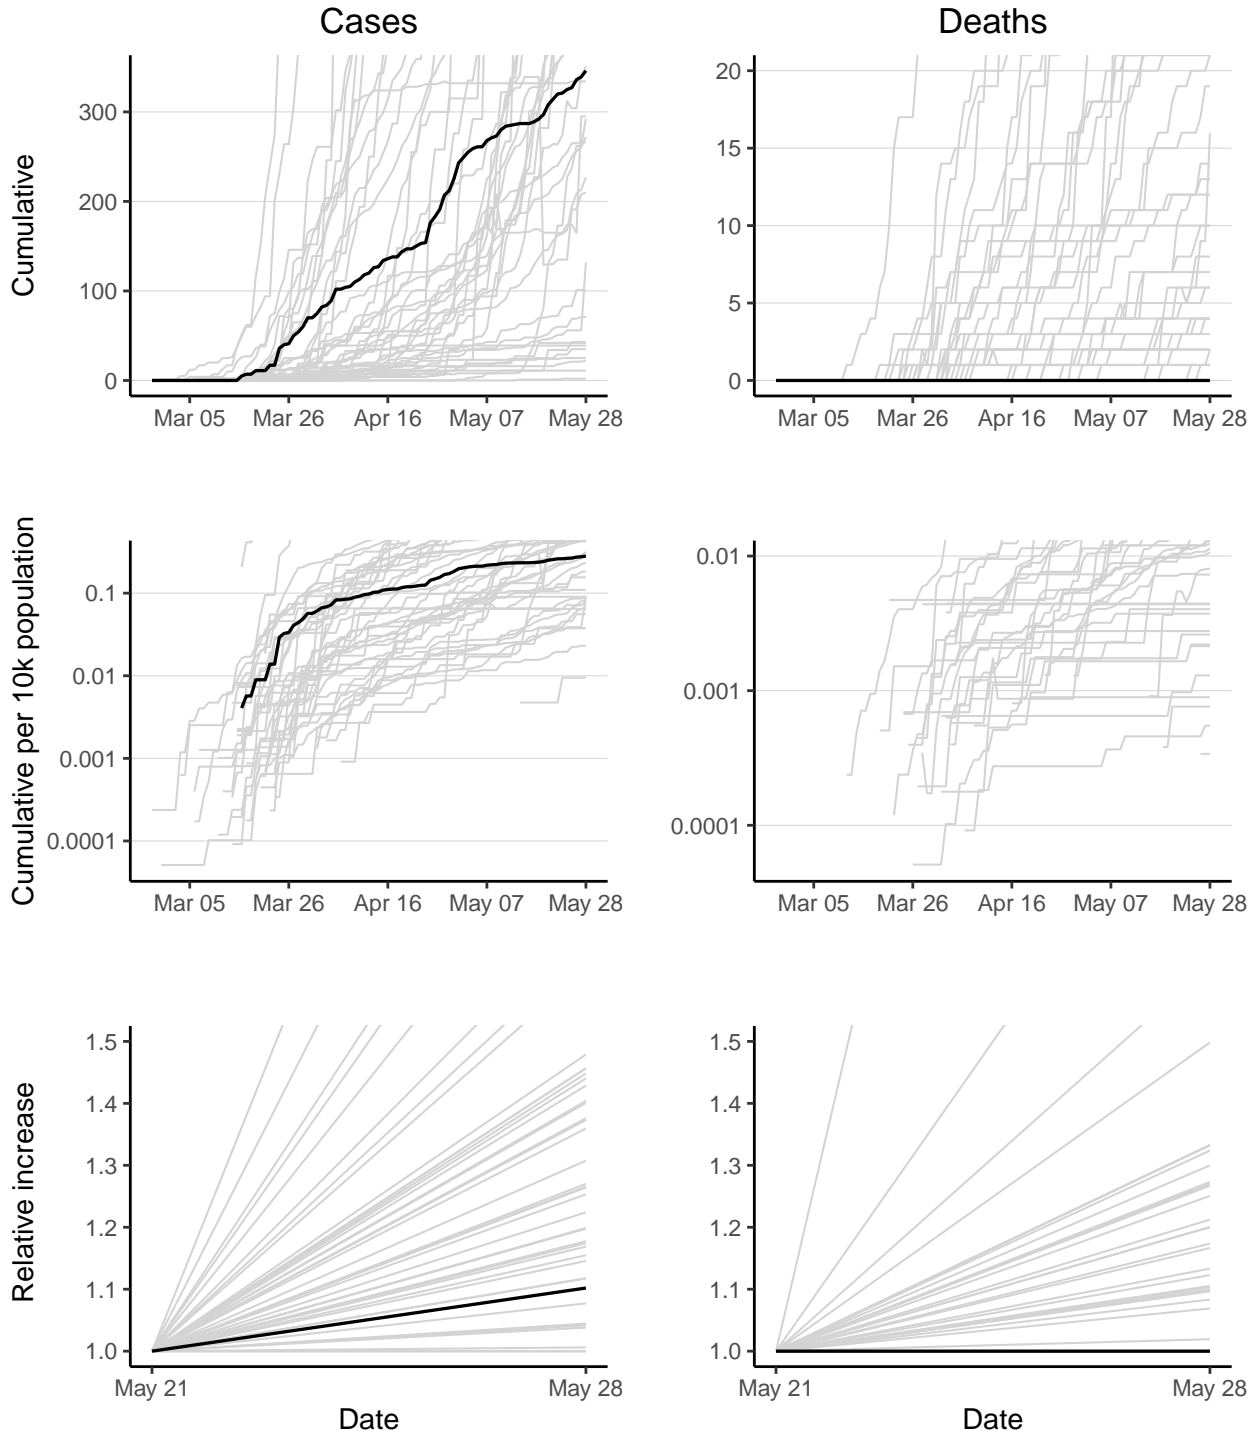 Cases
Deaths
Cumulative
300
200
100
0
Mar 05 Mar 26 Apr 16 May 07 May 28
20
15
10
5
0
Mar 05 Mar 26 Apr 16 May 07 May 28
Cumulative per 10k population
0.1
0.01
0.001
0.0001
Mar 05 Mar 26 Apr 16 May 07 May 28
0.01
0.001
0.0001
Mar 05 Mar 26 Apr 16 May 07 May 28
Relative increase
1.5
1.4
1.3
1.2
1.1
1.0
May 21 May 28
Date
1.5
1.4
1.3
1.2
1.1
1.0
May 21 May 28
Date